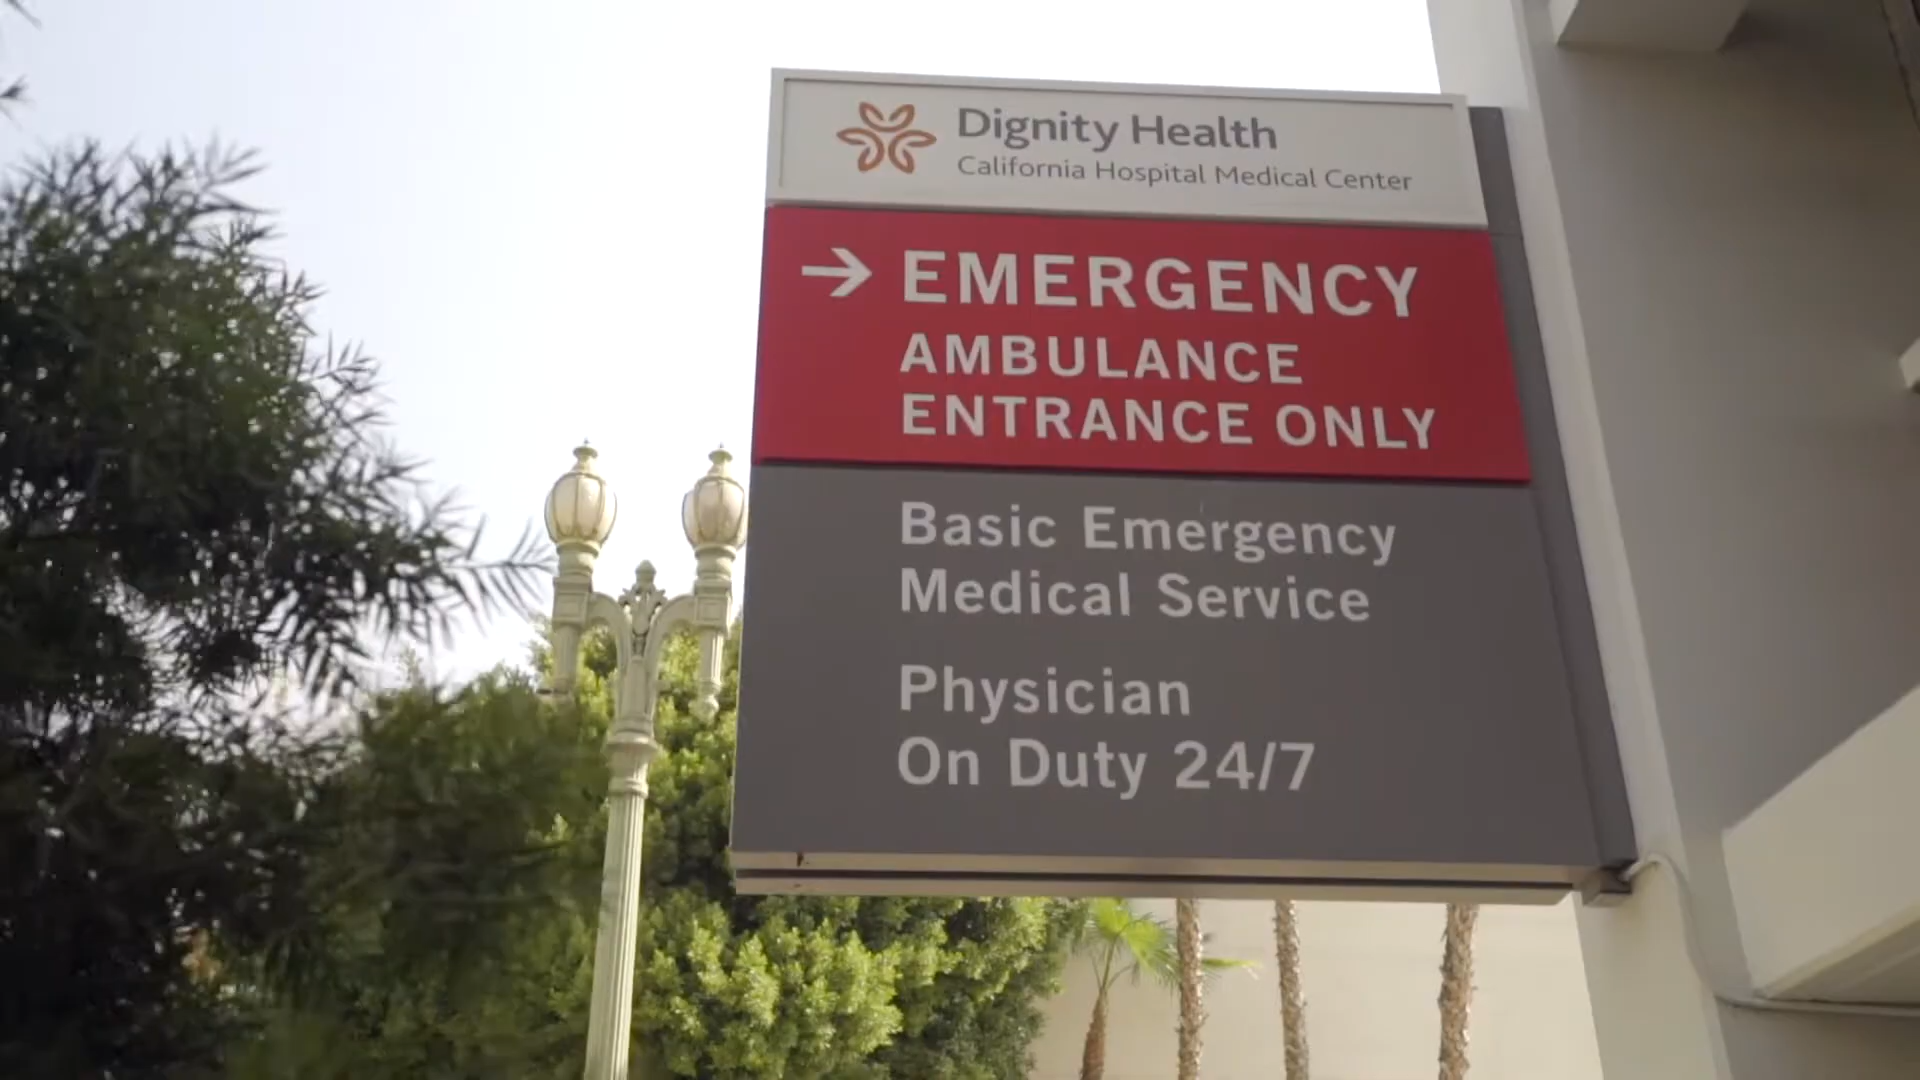 Dignity Health
California Hospital Medical Center
→ EMERGENCY
AMBULANCE
ENTRANCE ONLY
Basic Emergency
Medical Service
Physician
On Duty 24/7